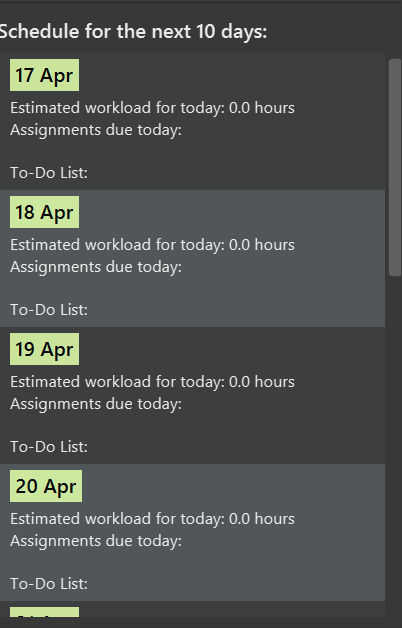 Schedule for the next 10 days:
17 Apr
Estimated workload for today: 0.0 hours
Assignments due today:
To-Do List:
18 Apr
Estimated workload for today: 0.0 hours
Assignments due today:
To-Do List:
19 Apr
Estimated workload for today: 0.0 hours
Assignments due today:
To-Do List:
20 Apr
Estimated workload for today: 0.0 hours
Assignments due today:
To-Do List: